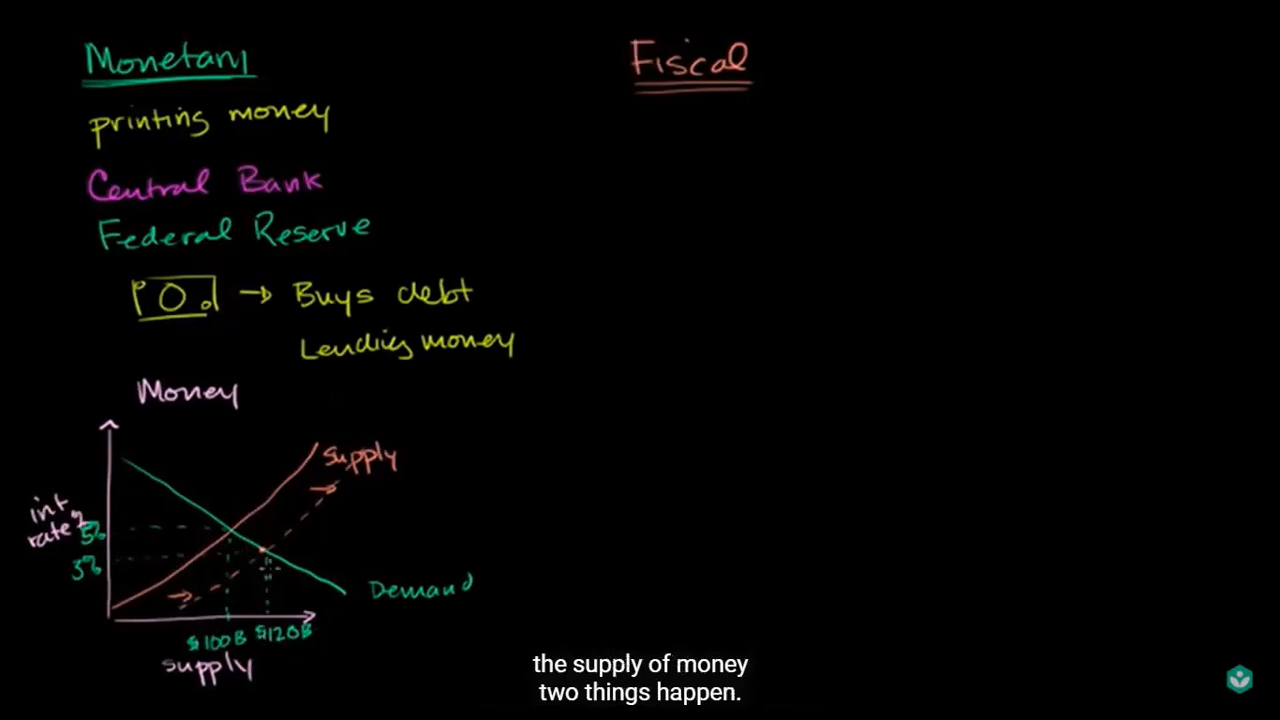 Monetary
Fiscal
printing money
Central Bank
Federal Reserve
Buys debt
Lending money
Money
supply
int
rate
5%
3%
Demand
$100B $120B
supply
the supply of money
two things happen.